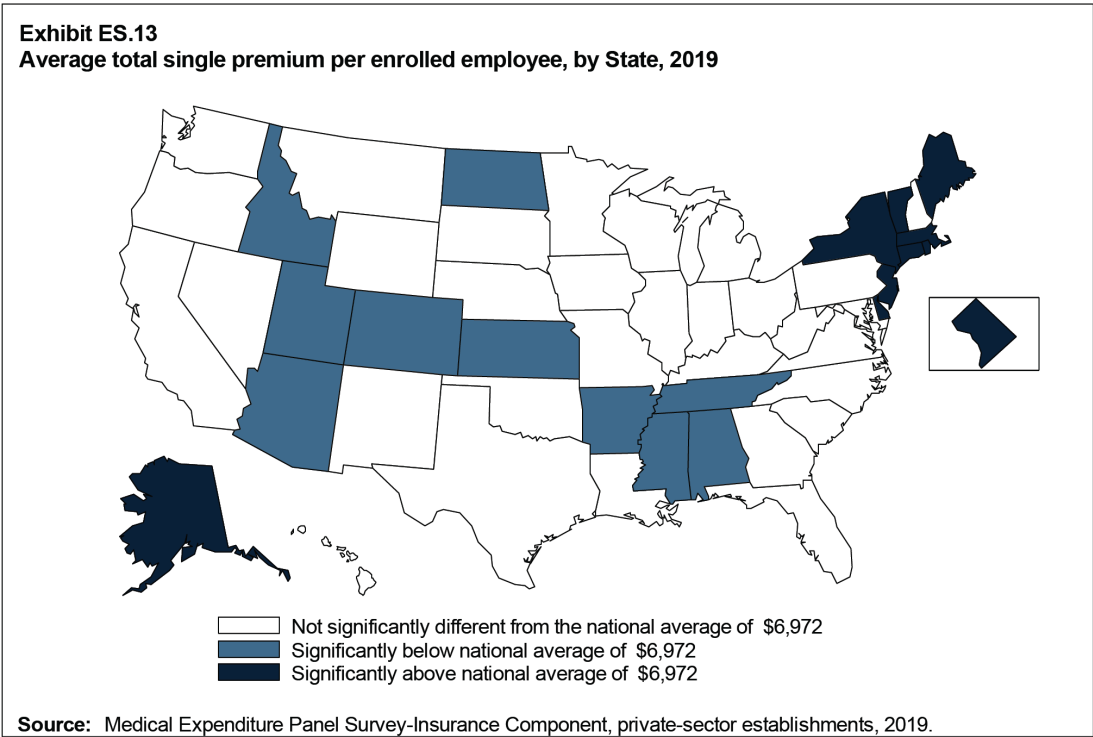 Exhibit ES.13
Average total single premium per enrolled employee, by State, 2019
Not significantly different from the national average of $6,972
Significantly below national average of $6,972
Significantly above national average of $6,972
Source: Medical Expenditure Panel Survey-Insurance Component, private-sector establishments, 2019.